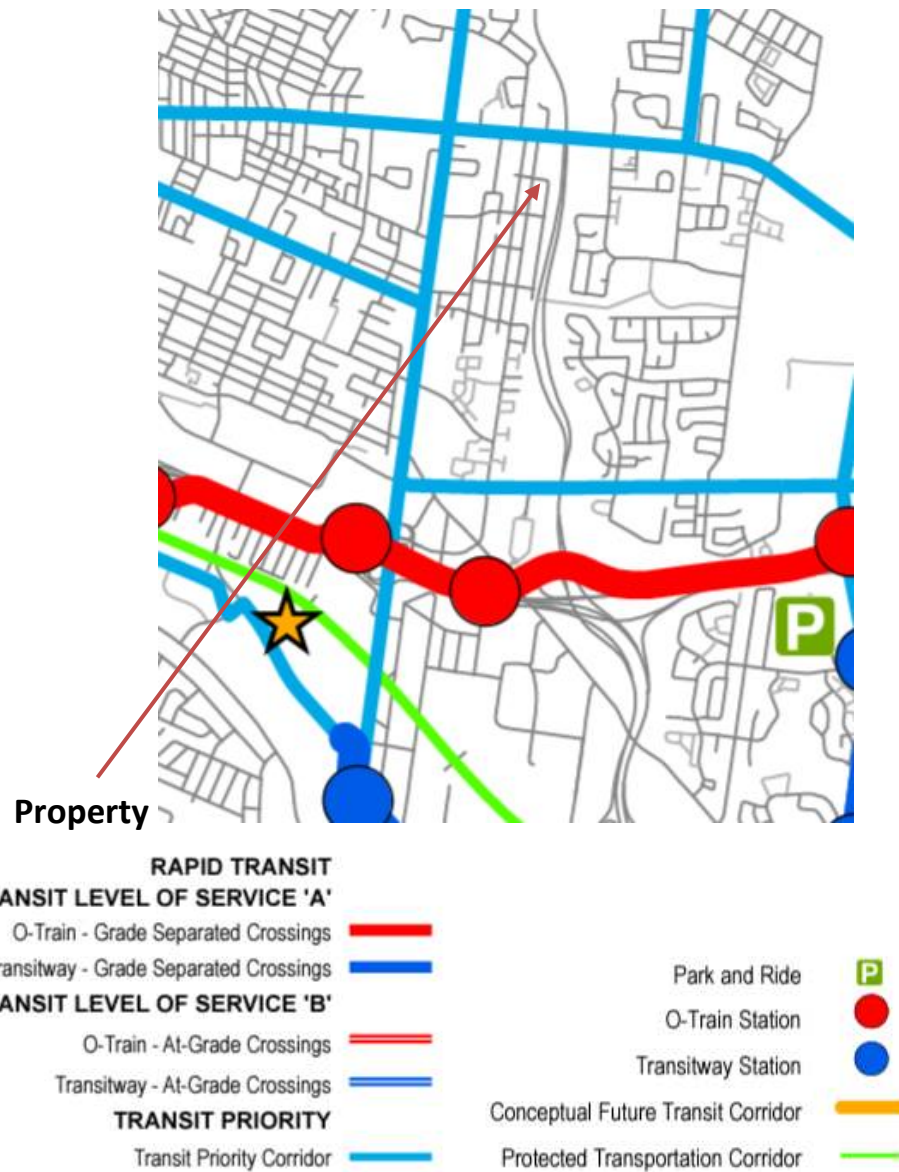 P
Property
RAPID TRANSIT
ANSIT LEVEL OF SERVICE 'A'
O-Train - Grade Separated Crossings
ransitway - Grade Separated Crossings
ANSIT LEVEL OF SERVICE 'B'
O-Train - At-Grade Crossings
Transitway - At-Grade Crossings
TRANSIT PRIORITY
Transit Priority Corridor
Park and Ride P
O-Train Station
Transitway Station
Conceptual Future Transit Corridor
Protected Transportation Corridor